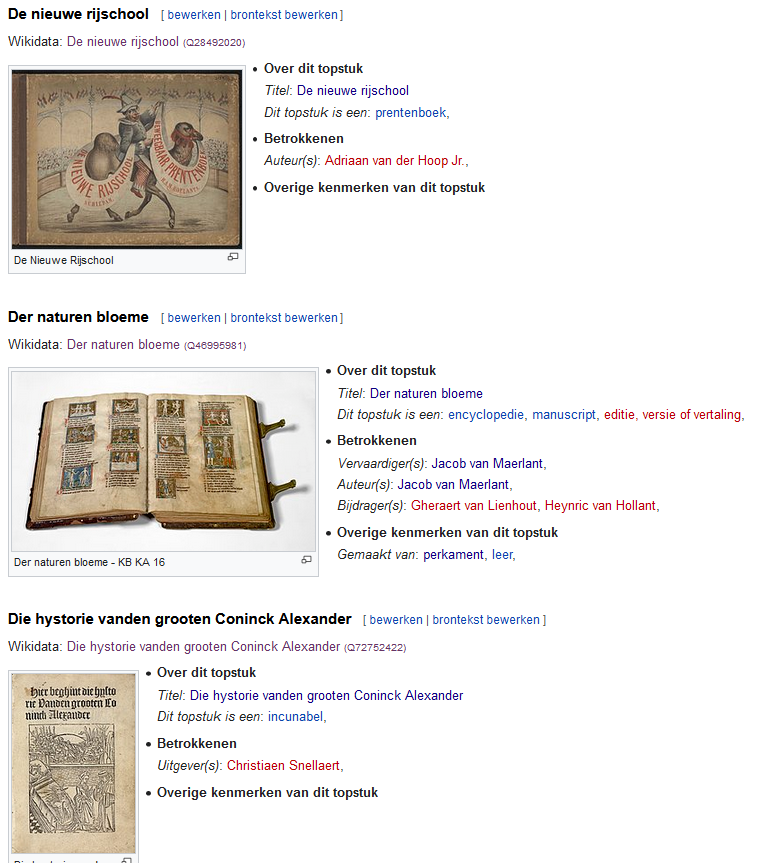 De nieuwe rijschool [ bewerken | brontekst bewerken ]
Wikidata: De nieuwe rijschool (Q28492020)
DE NIEUWE RIJSCHOOL
BEWEEGBAAR PRENTENBOEK
SCHIEDAM
H.A.M. ROELANTS
De Nieuwe Rijschool
• Over dit topstuk
Titel: De nieuwe rijschool
Dit topstuk is een: prentenboek,
• Betrokkenen
Auteur(s): Adriaan van der Hoop Jr.,
• Overige kenmerken van dit topstuk
Der naturen bloeme [ bewerken | brontekst bewerken ]
Wikidata: Der naturen bloeme (Q46995981)
Der naturen bloeme - KB KA 16
• Over dit topstuk
Titel: Der naturen bloeme
Dit topstuk is een: encyclopedie, manuscript, editie, versie of vertaling,
• Betrokkenen
Vervaardiger(s): Jacob van Maerlant,
Auteur(s): Jacob van Maerlant,
Bijdrager(s): Gheraert van Lienhout, Heynric van Hollant,
• Overige kenmerken van dit topstuk
Gemaakt van: perkament, leer,
Die hystorie vanden grooten Coninck Alexander [ bewerken | brontekst bewerken ]
Wikidata: Die hystorie vanden grooten Coninck Alexander (Q72752422)
Hier beghint die hysto
rie Vanden grooten Co
ninck Alexander
• Over dit topstuk
Titel: Die hystorie vanden grooten Coninck Alexander
Dit topstuk is een: incunabel,
• Betrokkenen
Uitgever(s): Christiaen Snellaert,
• Overige kenmerken van dit topstuk